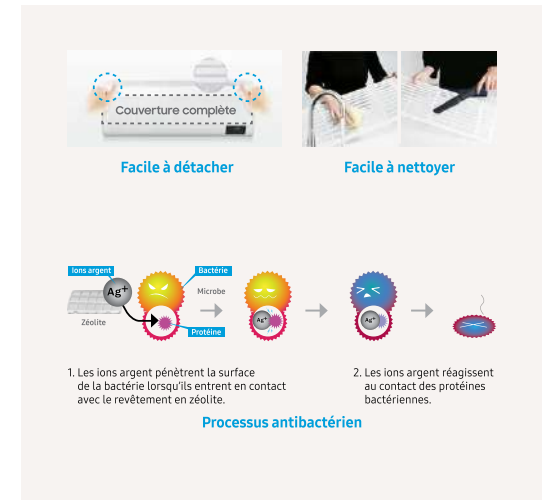 Couverture complète
Facile à détacher
Facile à nettoyer
Ions argent
Bactérie
Ag+
Microbe
Zéolite
Protéine
Ag+
Ag+
1. Les ions argent pénètrent la surface
de la bactérie lorsqu'ils entrent en contact
avec le revêtement en zéolite.
2. Les ions argent réagissent
au contact des protéines
bactériennes.
Processus antibactérien